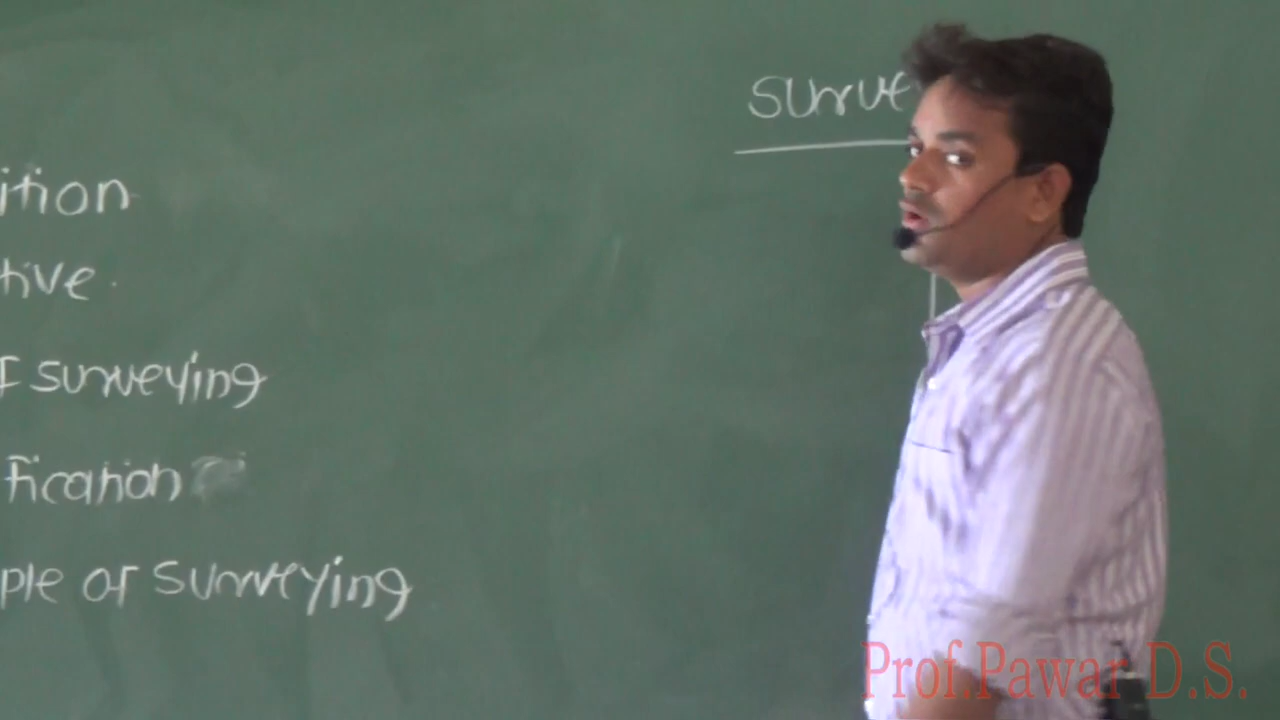 surve
ition
tive.
f surveying
fication
ple of surveying
Prof.Pawar D.S.